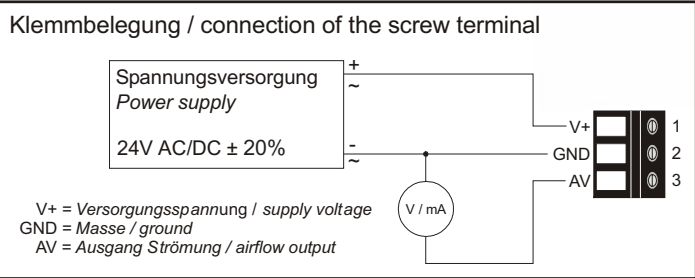 Klemmbelegung / connection of the screw terminal
+
~
Spannungsversorgung
Power supply
24V AC/DC ± 20%
-
~
V+
1
GND
2
AV
3
V / mA
V+ = Versorgungsspannung / supply voltage
GND = Masse / ground
AV = Ausgang Strömung / airflow output